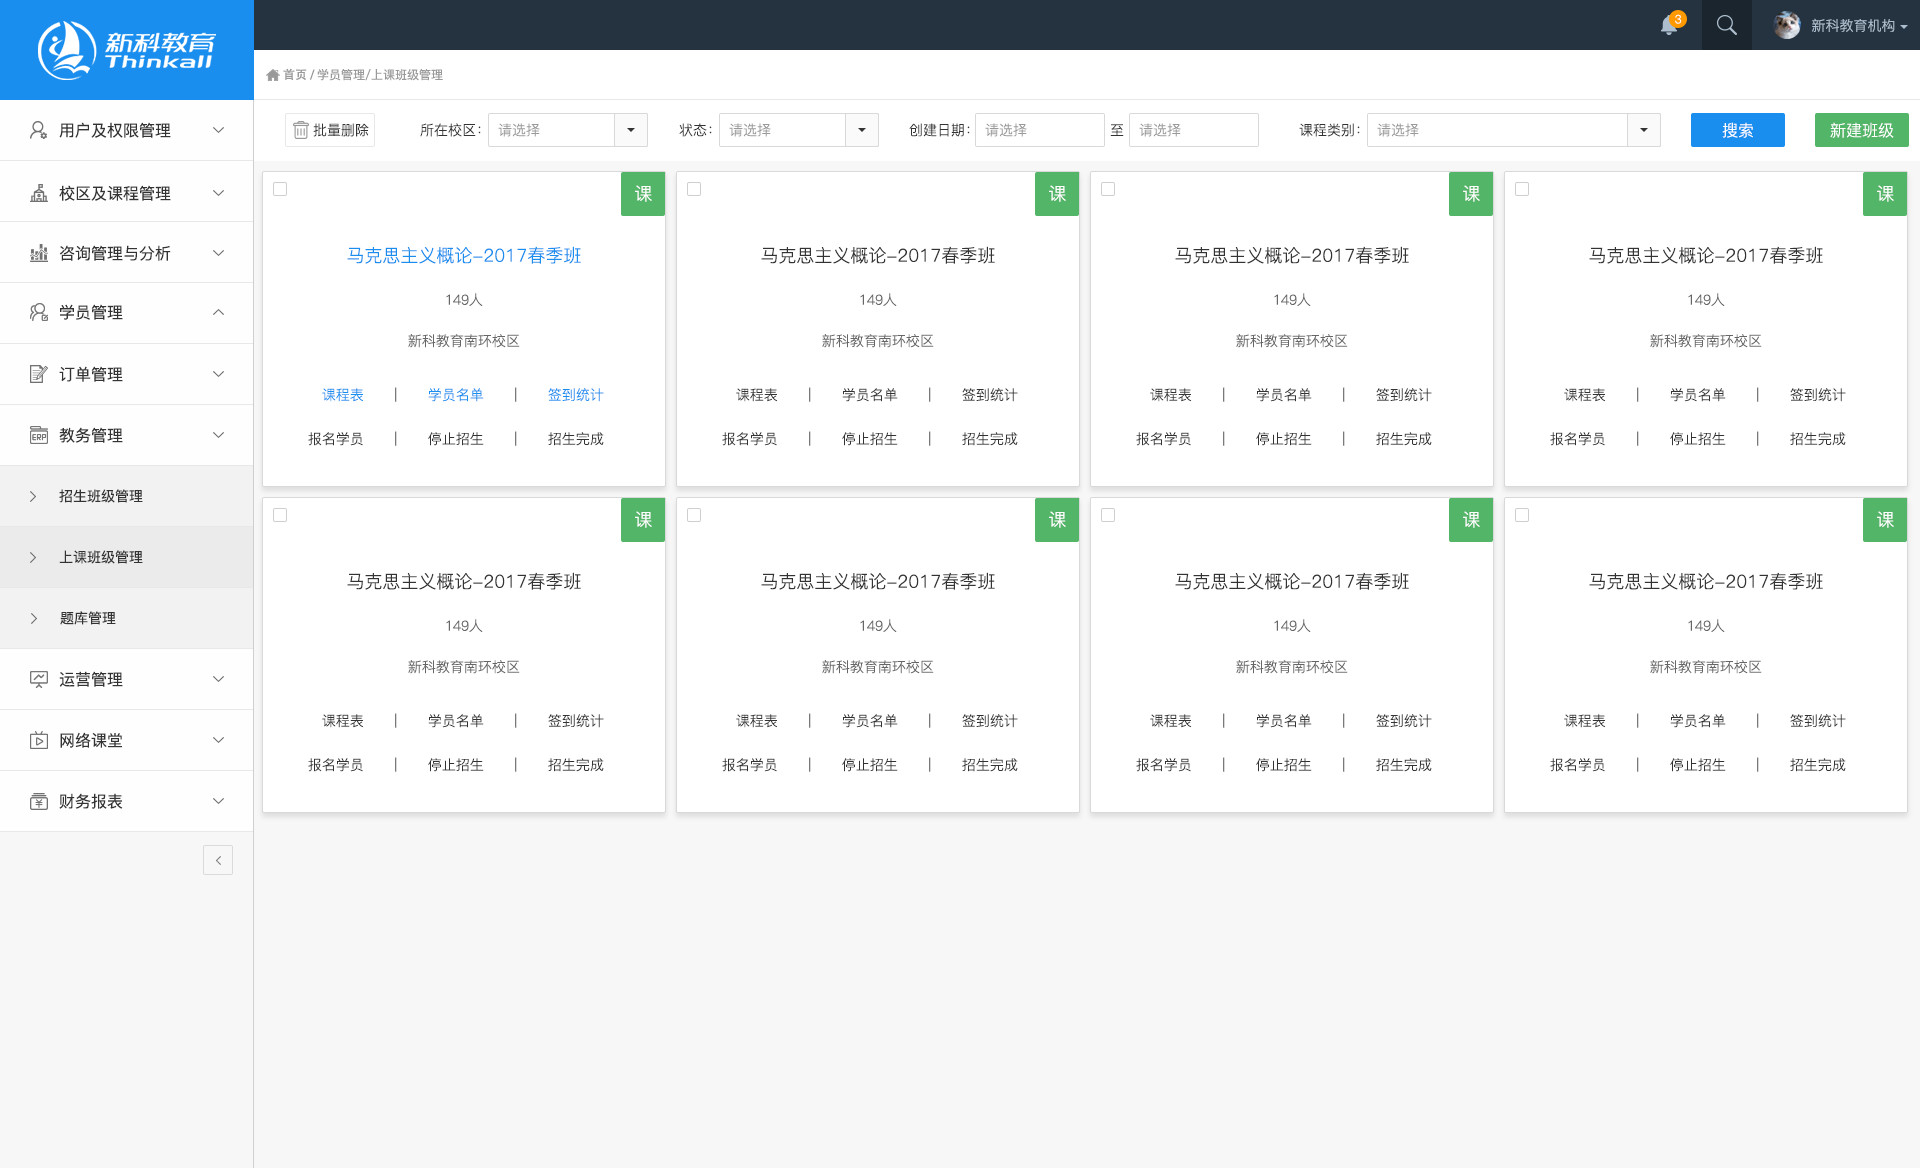 新科教育
Thinkall
3
新科教育机构
首页 / 学员管理/上课班级管理
用户及权限管理
校区及课程管理
咨询管理与分析
学员管理
订单管理
ERP 教务管理
招生班级管理
上课班级管理
题库管理
运营管理
网络课堂
财务报表
批量删除 所在校区: 请选择 状态: 请选择 创建日期: 请选择 至 请选择 课程类别: 请选择 搜索 新建班级
课 课 课 课
马克思主义概论-2017春季班 马克思主义概论-2017春季班 马克思主义概论-2017春季班 马克思主义概论-2017春季班
149人 149人 149人 149人
新科教育南环校区 新科教育南环校区 新科教育南环校区 新科教育南环校区
课程表 | 学员名单 | 签到统计 课程表 | 学员名单 | 签到统计 课程表 | 学员名单 | 签到统计 课程表 | 学员名单 | 签到统计
报名学员 | 停止招生 | 招生完成 报名学员 | 停止招生 | 招生完成 报名学员 | 停止招生 | 招生完成 报名学员 | 停止招生 | 招生完成
课 课 课 课
马克思主义概论-2017春季班 马克思主义概论-2017春季班 马克思主义概论-2017春季班 马克思主义概论-2017春季班
149人 149人 149人 149人
新科教育南环校区 新科教育南环校区 新科教育南环校区 新科教育南环校区
课程表 | 学员名单 | 签到统计 课程表 | 学员名单 | 签到统计 课程表 | 学员名单 | 签到统计 课程表 | 学员名单 | 签到统计
报名学员 | 停止招生 | 招生完成 报名学员 | 停止招生 | 招生完成 报名学员 | 停止招生 | 招生完成 报名学员 | 停止招生 | 招生完成